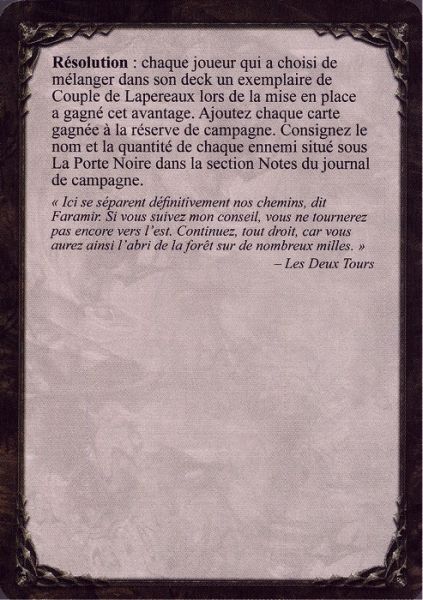 Résolution : chaque joueur qui a choisi de
mélanger dans son deck un exemplaire de
Couple de Lapereaux lors de la mise en place
a gagné cet avantage. Ajoutez chaque carte
gagnée à la réserve de campagne. Consignez le
nom et la quantité de chaque ennemi situé sous
La Porte Noire dans la section Notes du journal
de campagne.
« Ici se séparent définitivement nos chemins, dit
Faramir. Si vous suivez mon conseil, vous ne tournerez
pas encore vers l'est. Continuez, tout droit, car vous
aurez ainsi l'abri de la forêt sur de nombreux milles. »
– Les Deux Tours